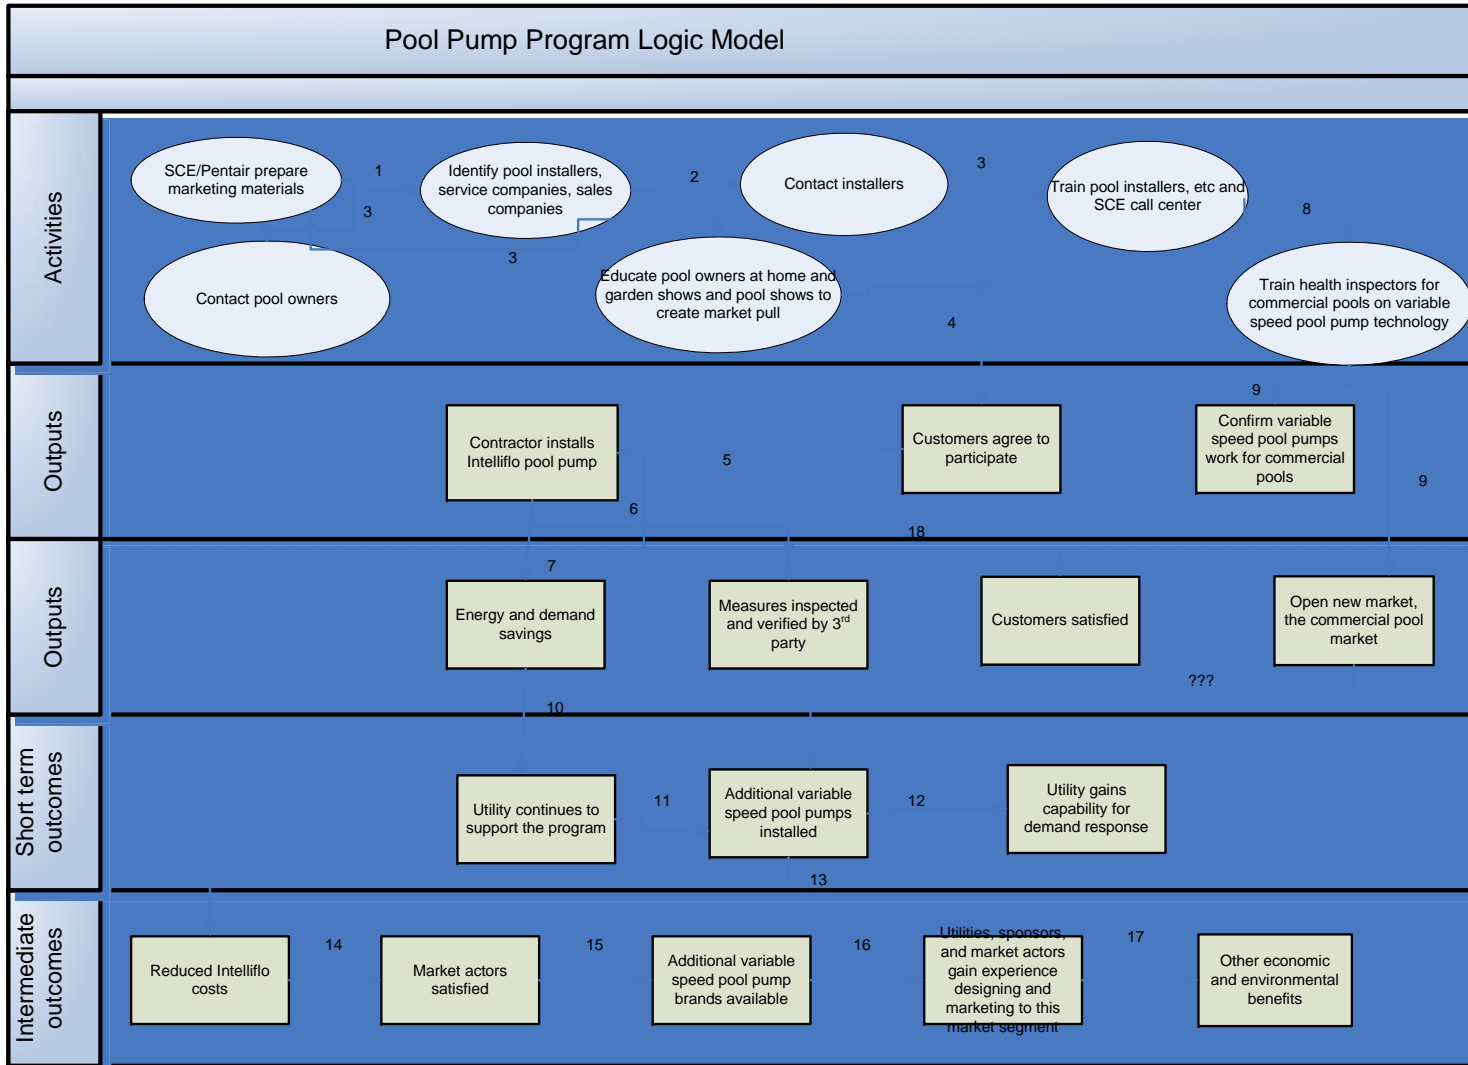 Pool Pump Program Logic Model
Activities
SCE/Pentair prepare
marketing materials
1
Identify pool installers,
service companies, sales
companies
2
Contact installers
3
Train pool installers, etc and
SCE call center
8
3
3
Contact pool owners
Educate pool owners at home and
garden shows and pool shows to
create market pull
4
Train health inspectors for
commercial pools on variable
speed pool pump technology
Outputs
9
Contractor installs
Intelliflo pool pump
5
Customers agree to
participate
Confirm variable
speed pool pumps
work for commercial
pools
9
6
18
Outputs
7
Energy and demand
savings
Measures inspected
and verified by 3rd
party
Customers satisfied
Open new market,
the commercial pool
market
???
10
Short term
outcomes
Utility continues to
support the program
11
Additional variable
speed pool pumps
installed
12
Utility gains
capability for
demand response
13
Intermediate
outcomes
Reduced Intelliflo
costs
14
Market actors
satisfied
15
Additional variable
speed pool pump
brands available
16
Utilities, sponsors,
and market actors
gain experience
designing and
marketing to this
market segment
17
Other economic
and environmental
benefits